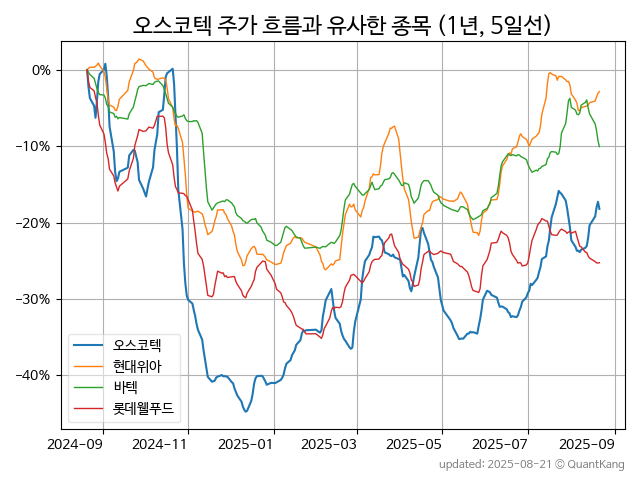 오스코텍 주가 흐름과 유사한 종목 (1년, 5일선)
0%
−10%
−20%
−30%
−40%
오스코텍
현대위아
바텍
롯데웰푸드
2024-09 2024-11 2025-01 2025-03 2025-05 2025-07 2025-09
updated: 2025-08-21 © QuantKang